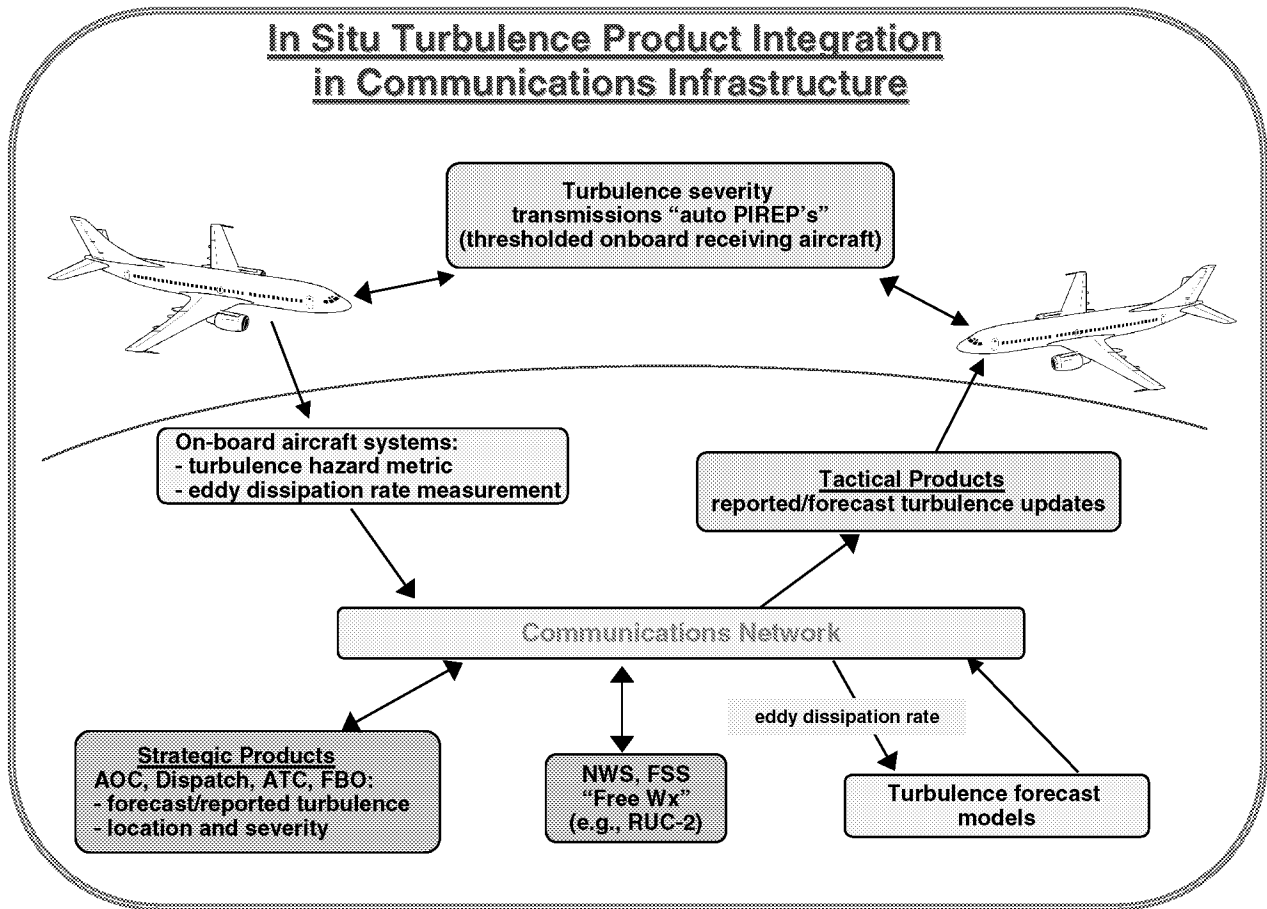 In Situ Turbulence Product Integration
in Communications Infrastructure
Turbulence severity
transmissions “auto PIREP’s”
(thresholded onboard receiving aircraft)
On-board aircraft systems:
- turbulence hazard metric
- eddy dissipation rate measurement
Tactical Products
reported/forecast turbulence updates
Communications Network
eddy dissipation rate
Strategic Products
AOC, Dispatch, ATC, FBO:
- forecast/reported turbulence
- location and severity
NWS, FSS
“Free Wx”
(e.g., RUC-2)
Turbulence forecast
models